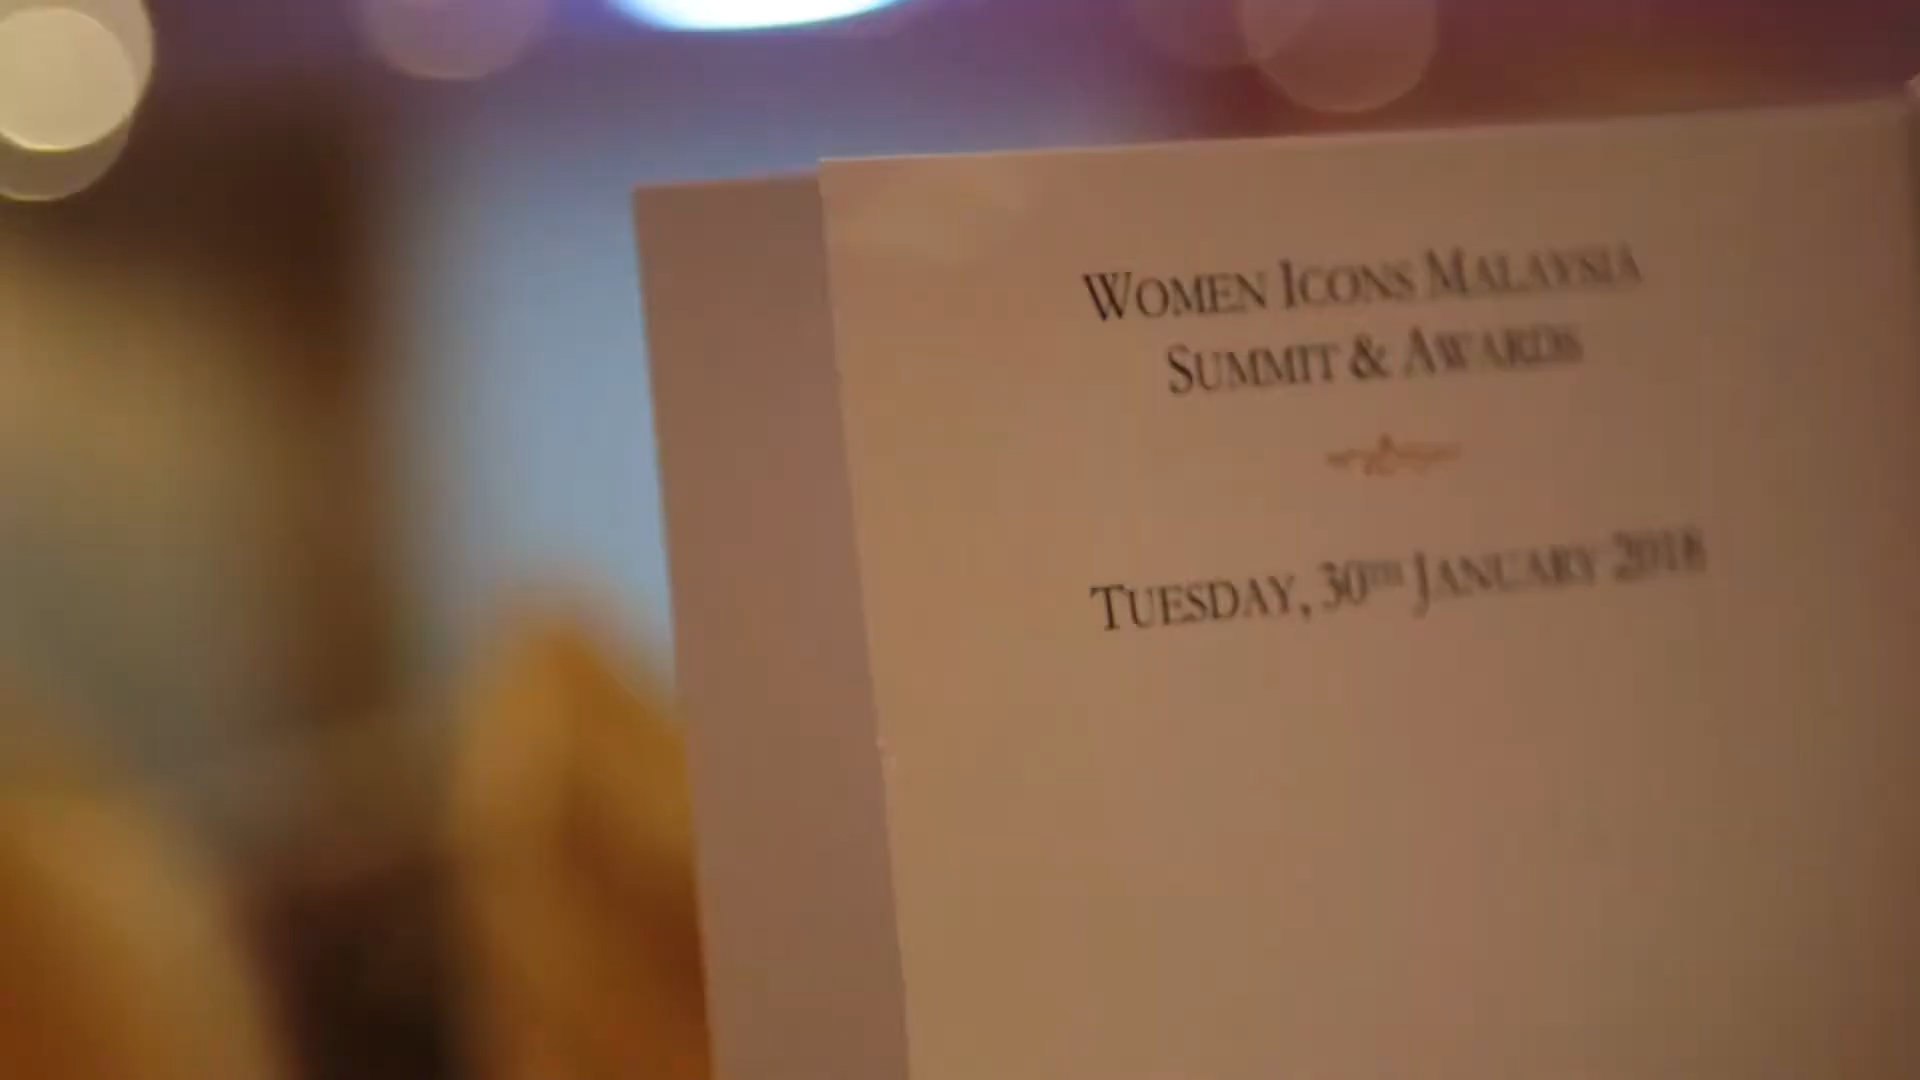 WOMEN ICONS MALAYSIA
SUMMIT & AWARDS
TUESDAY, 30TH JANUARY 2018